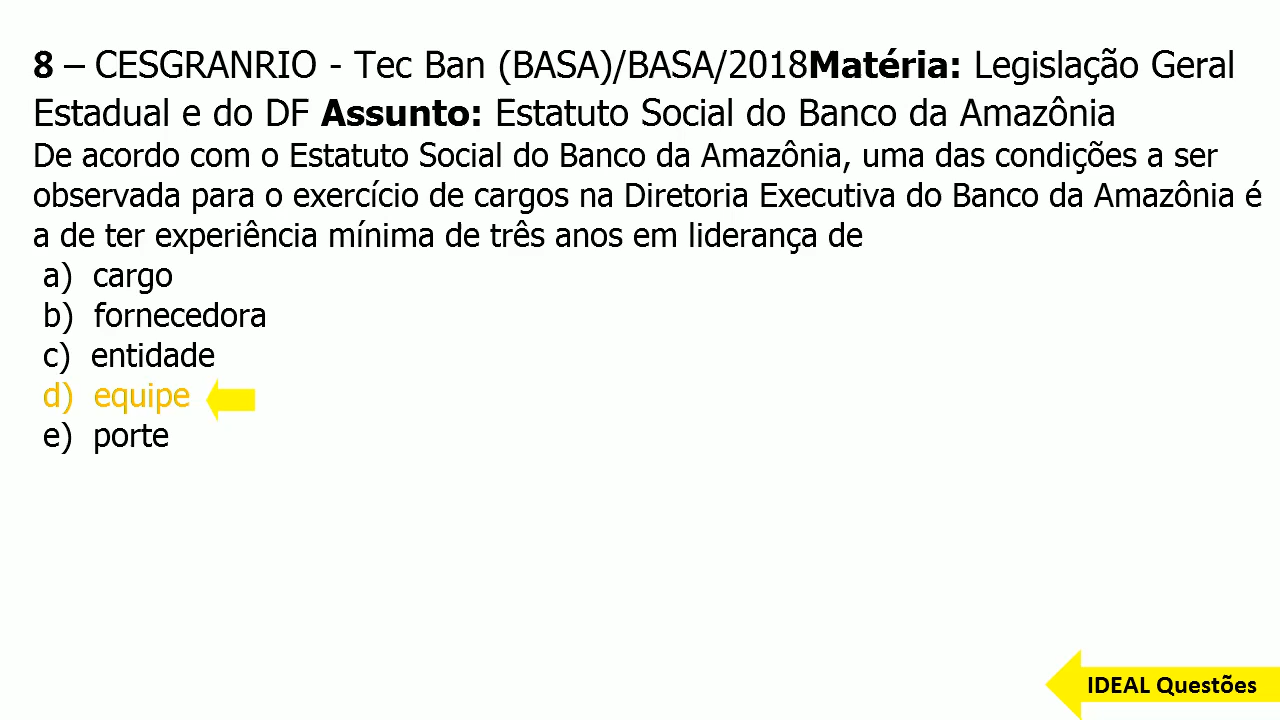 8 – CESGRANRIO - Tec Ban (BASA)/BASA/2018Matéria: Legislação Geral
Estadual e do DF Assunto: Estatuto Social do Banco da Amazônia
De acordo com o Estatuto Social do Banco da Amazônia, uma das condições a ser
observada para o exercício de cargos na Diretoria Executiva do Banco da Amazônia é
a de ter experiência mínima de três anos em liderança de
a) cargo
b) fornecedora
c) entidade
d) equipe
e) porte
IDEAL Questões